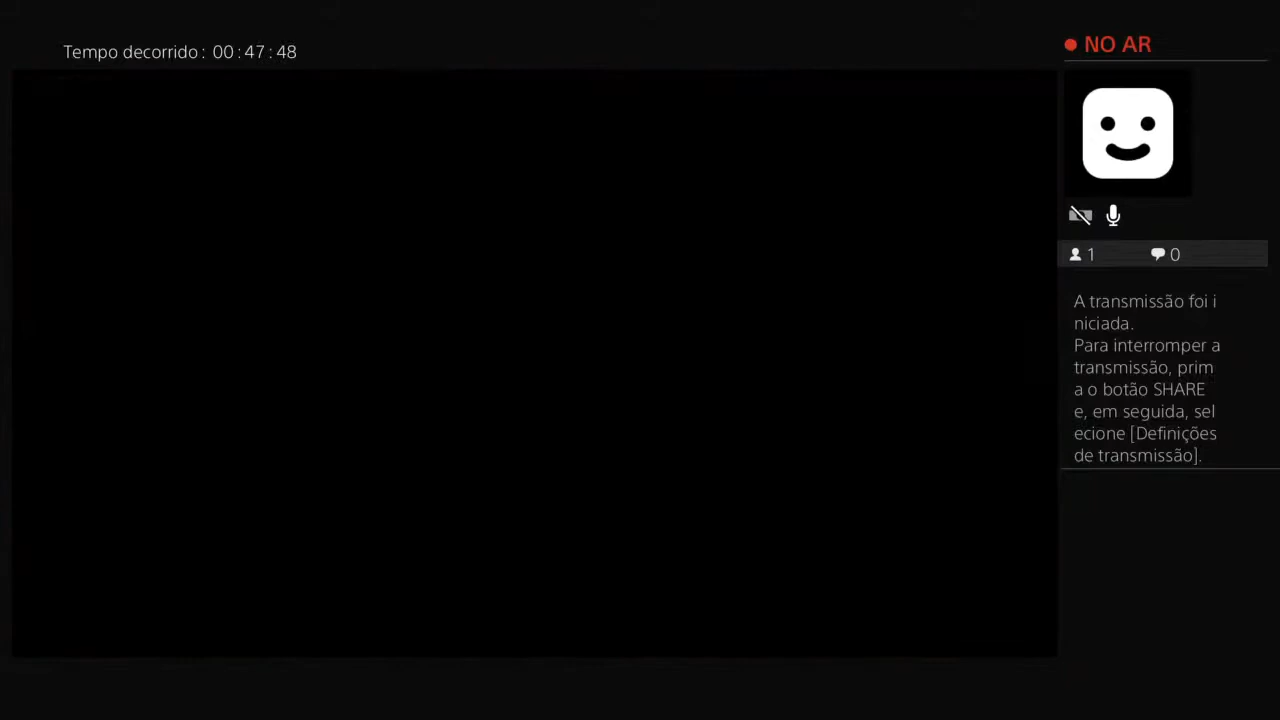 Tempo decorrido: 00:47:48
NO AR
1 0
A transmissão foi i
niciada.
Para interromper a
transmissão, prim
a o botão SHARE
e, em seguida, sel
ecione [Definições
de transmissão].